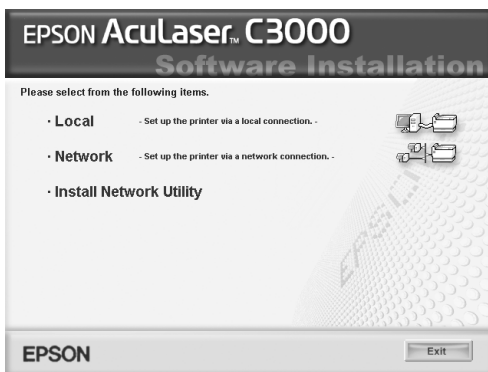 EPSON AcuLaser™ C3000
Software Installation
Please select from the following items.
· Local - Set up the printer via a local connection. -
· Network - Set up the printer via a network connection. -
· Install Network Utility
EPSON
EPSON Exit